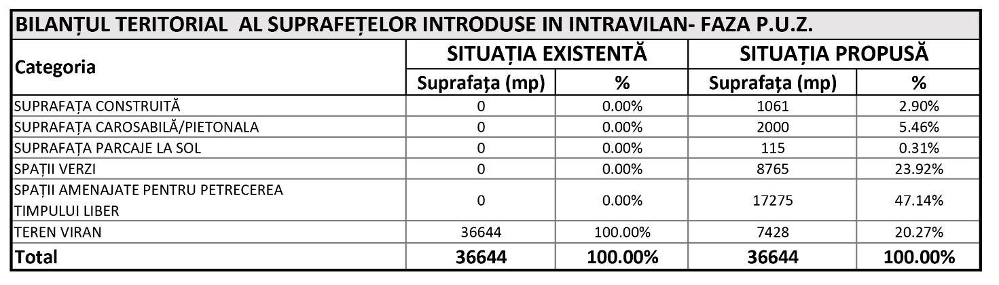 BILANȚUL TERITORIAL AL SUPRAFEȚELOR INTRODUSE IN INTRAVILAN- FAZA P.U.Z.
Categoria SITUAȚIA EXISTENTĂ SITUAȚIA PROPUSĂ
Suprafața (mp) % Suprafața (mp) %
SUPRAFAȚA CONSTRUITĂ 0 0.00% 1061 2.90%
SUPRAFAȚA CAROSABILĂ/PIETONALA 0 0.00% 2000 5.46%
SUPRAFAȚA PARCAJE LA SOL 0 0.00% 115 0.31%
SPAȚII VERZI 0 0.00% 8765 23.92%
SPAȚII AMENAJATE PENTRU PETRECEREA
TIMPULUI LIBER 0 0.00% 17275 47.14%
TEREN VIRAN 36644 100.00% 7428 20.27%
Total 36644 100.00% 36644 100.00%